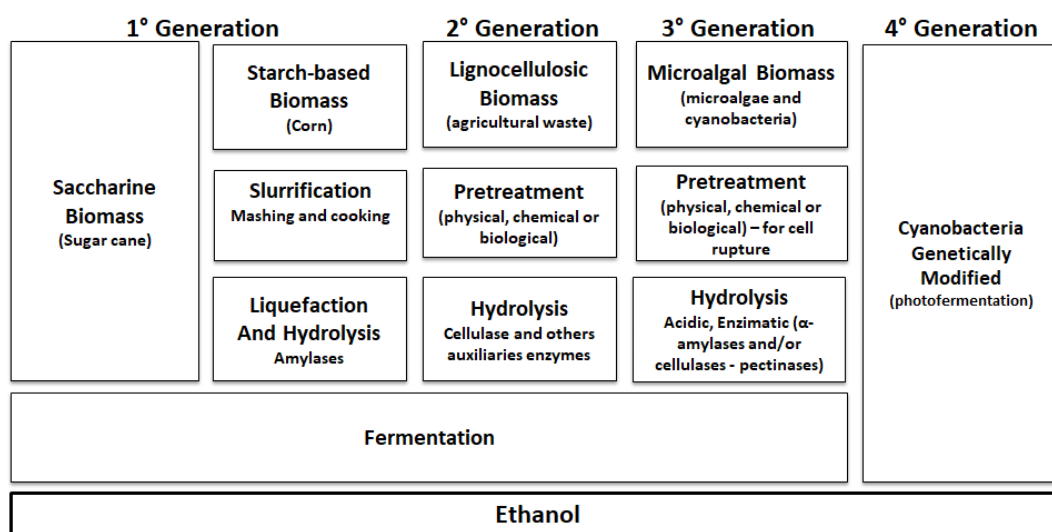 1° Generation
2° Generation
3° Generation
4° Generation
Saccharine
Biomass
(Sugar cane)
Starch-based
Biomass
(Corn)
Slurrification
Mashing and cooking
Liquefaction
And Hydrolysis
Amylases
Lignocellulosic
Biomass
(agricultural waste)
Pretreatment
(physical, chemical or
biological)
Hydrolysis
Cellulase and others
auxiliaries enzymes
Microalgal Biomass
(microalgae and
cyanobacteria)
Pretreatment
(physical, chemical or
biological) – for cell
rupture
Hydrolysis
Acidic, Enzimatic (α-
amylases and/or
cellulases - pectinases)
Cyanobacteria
Genetically
Modified
(photofermentation)
Fermentation
Ethanol